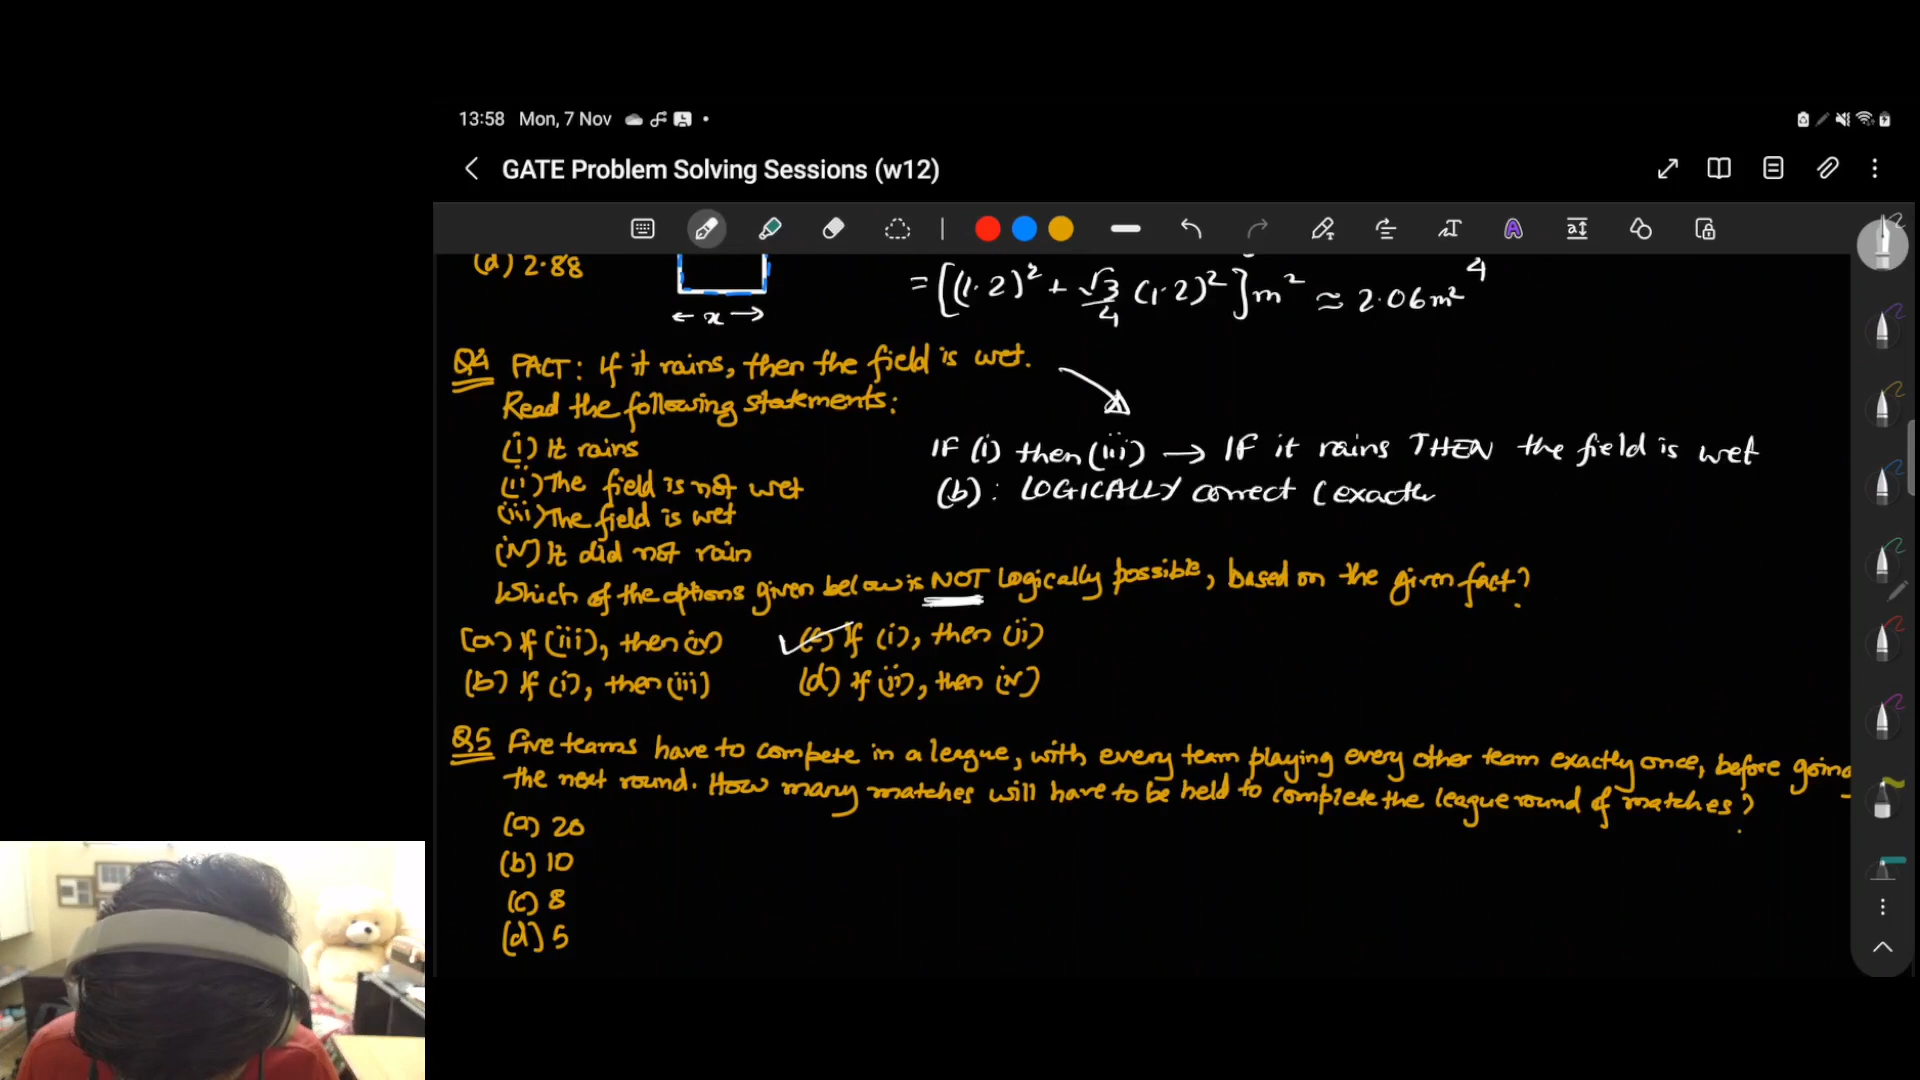 13:58 Mon, 7 Nov
GATE Problem Solving Sessions (w12)
(d) 2.88
= [(1.2)² + √3/4 (1.2)²] m² ≈ 2.06 m²
4
← x →
Q4 FACT: If it rains, then the field is wet.
Read the following statements:
(i) It rains
(ii) The field is not wet
(iii) The field is wet
(iv) It did not rain
IF (i) then (iii) → IF it rains THEN the field is wet
(b): LOGICALLY correct (exactly
Which of the options given below is NOT logically possible, based on the given fact?
(a) If (iii), then (iv)
(c) If (i), then (ii)
(b) If (i), then (iii)
(d) If (ii), then (iv)
Q5 Five teams have to compete in a league, with every team playing every other team exactly once, before going
the next round. How many matches will have to be held to complete the league round of matches?
(a) 20
(b) 10
(c) 8
(d) 5